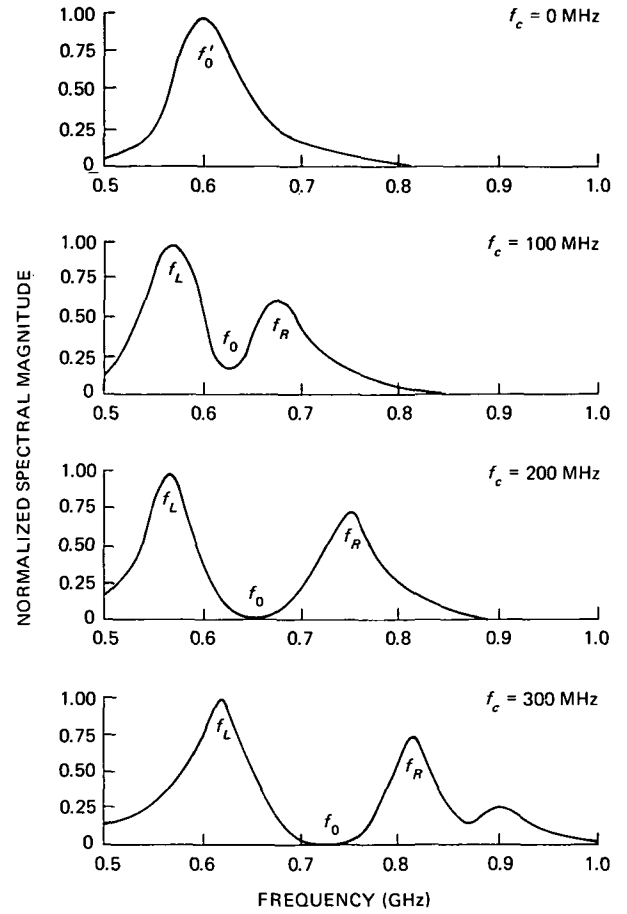 f_c = 0 MHz
1.00
0.50
0.25
0
f_0'
0.5 0.6 0.7 0.8 0.9 1.0
f_c = 100 MHz
1.00
0.75
0.50
0.25
0
f_L
f_0
f_R
0.5 0.6 0.7 0.8 0.9 1.0
NORMALIZED SPECTRAL MAGNITUDE
f_c = 200 MHz
1.00
0.75
0.50
0.25
0
f_L
f_0
f_R
0.5 0.6 0.7 0.8 0.9 1.0
f_c = 300 MHz
1.00
0.75
0.50
0.25
0
f_L
f_0
f_R
0.5 0.6 0.7 0.8 0.9 1.0
FREQUENCY (GHz)